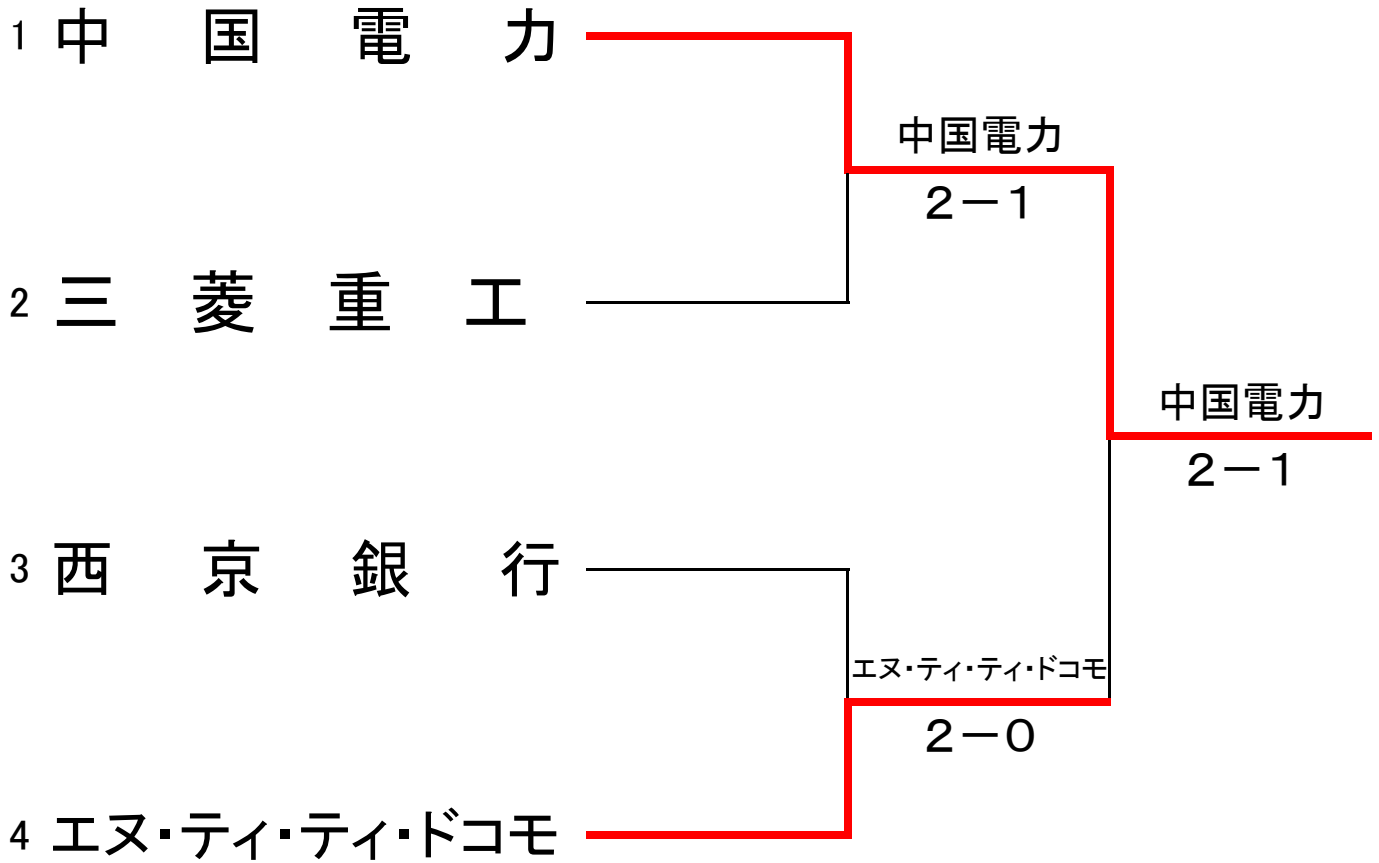 1 中国電力
中国電力
2－1
2 三菱重工
中国電力
2－1
3 西京銀行
エヌ・ティ・ティ・ドコモ
2－0
4 エヌ・ティ・ティ・ドコモ